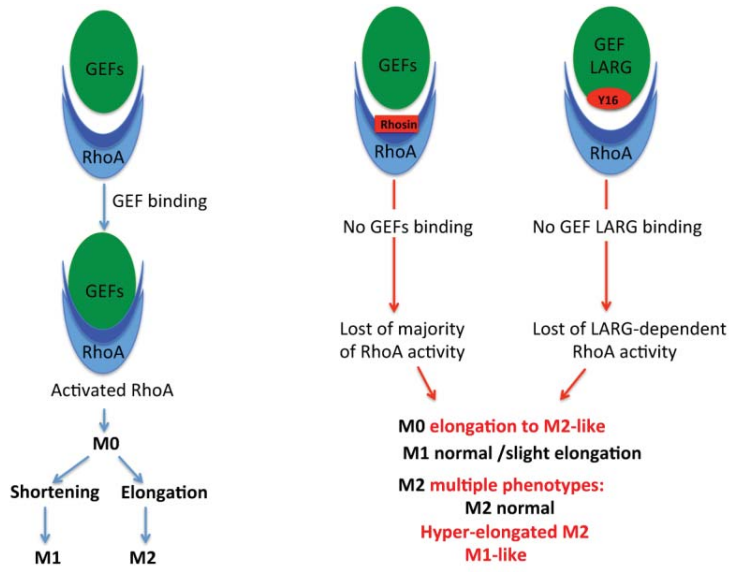 GEFs
RhoA
GEF binding
GEFs
RhoA
Activated RhoA
M0
Shortening Elongation
M1 M2
GEFs
Rhosin
RhoA
No GEFs binding
Lost of majority
of RhoA activity
GEF
LARG
Y16
RhoA
No GEF LARG binding
Lost of LARG-dependent
RhoA activity
M0 elongation to M2-like
M1 normal /slight elongation
M2 multiple phenotypes:
M2 normal
Hyper-elongated M2
M1-like